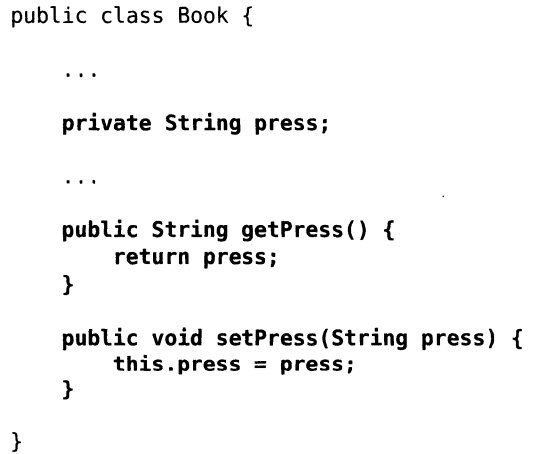 public class Book {
...
private String press;
...
public String getPress() {
return press;
}
public void setPress(String press) {
this.press = press;
}
}